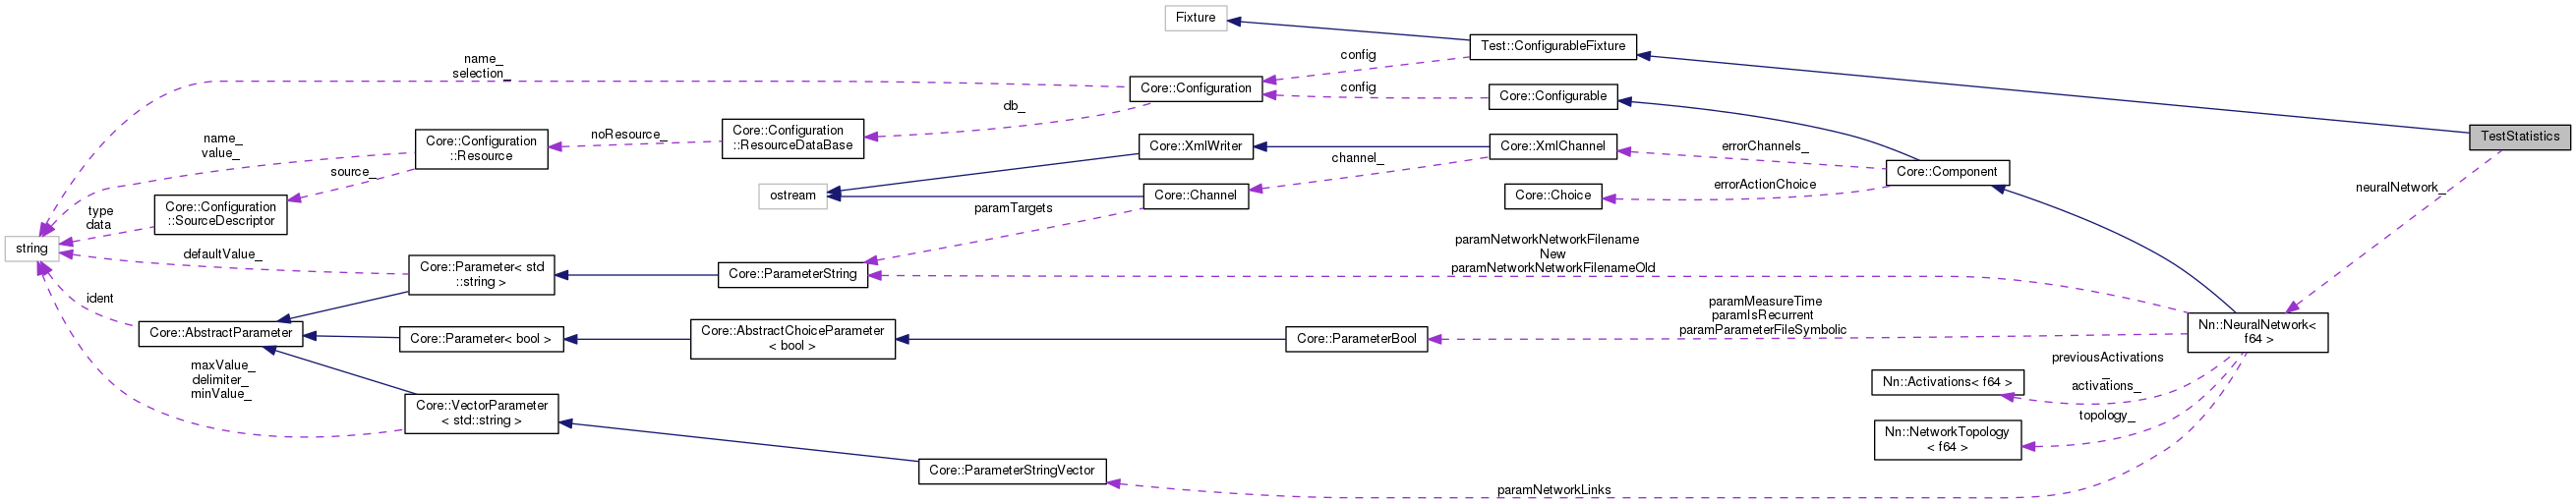 Fixture
Test::ConfigurableFixture
config
name_
selection_
Core::Configuration
config
Core::Configurable
db_
TestStatistics
name_
value_
Core::Configuration
::Resource
noResource_
Core::Configuration
::ResourceDataBase
Core::XmlWriter
Core::XmlChannel
errorChannels_
channel_
Core::Component
source_
errorActionChoice
neuralNetwork_
ostream
Core::Channel
Core::Choice
Core::Configuration
::SourceDescriptor
type
data
paramTargets
string
defaultValue_
Core::Parameter< std
::string >
Core::ParameterString
paramNetworkNetworkFilename
New
paramNetworkNetworkFilenameOld
ident
Core::AbstractParameter
Core::Parameter< bool >
Core::AbstractChoiceParameter
< bool >
Core::ParameterBool
paramMeasureTime
paramIsRecurrent
paramParameterFileSymbolic
Nn::NeuralNetwork<
f64 >
maxValue_
delimiter_
minValue_
previousActivations
_
activations_
Nn::Activations< f64 >
Core::VectorParameter
< std::string >
topology_
Nn::NetworkTopology
< f64 >
Core::ParameterStringVector
paramNetworkLinks